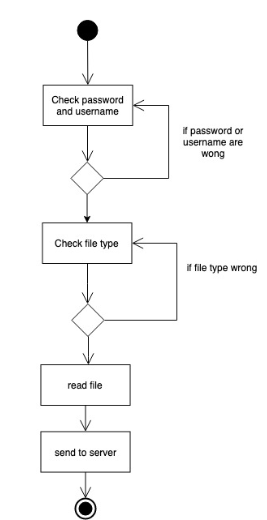 Check password
and username
if password or
username are
wong
Check file type
if file type wrong
read file
send to server